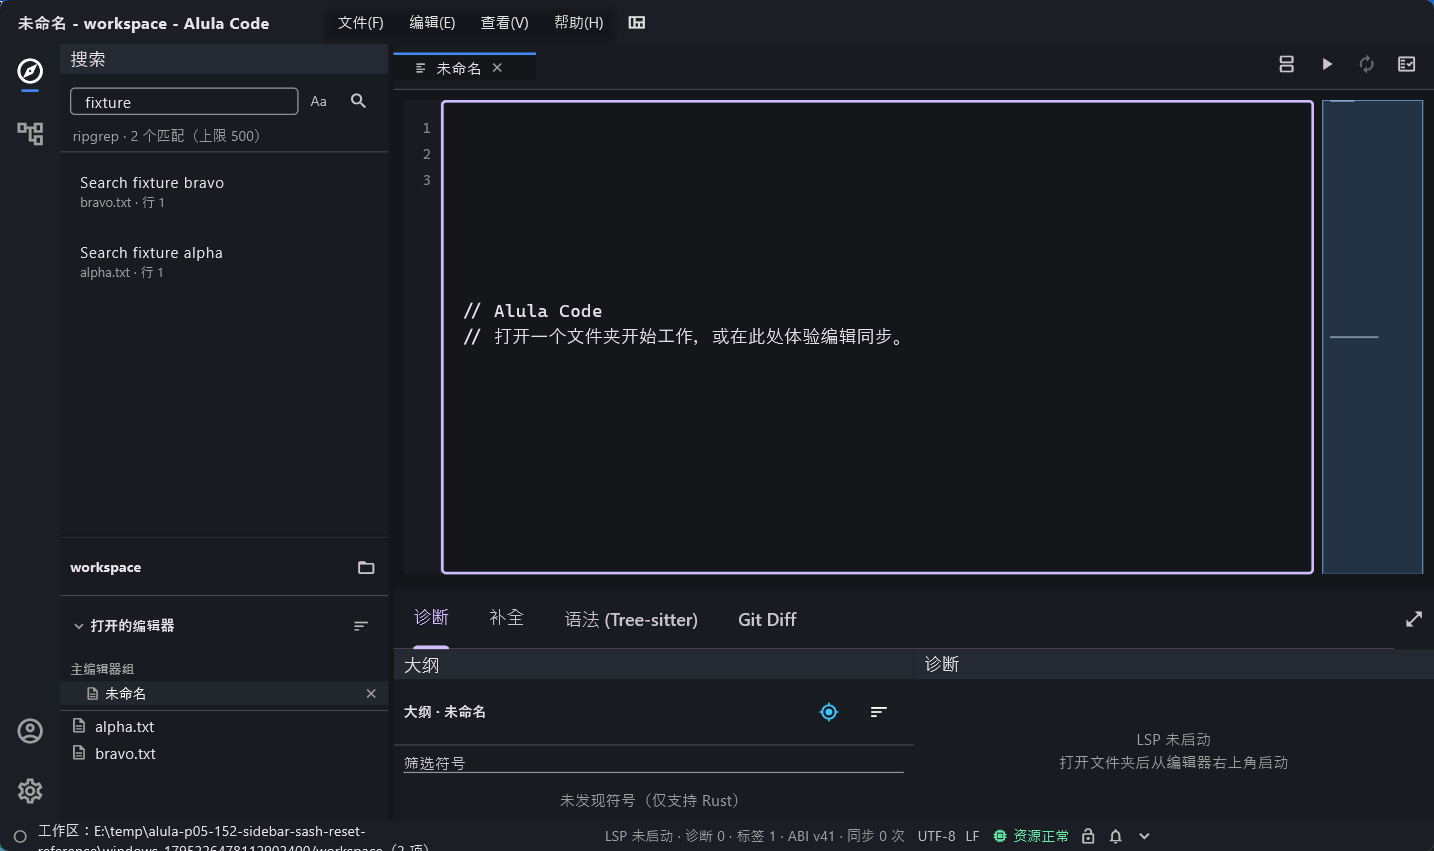 未命名 - workspace - Alula Code
文件(F) 编辑(E) 查看(V) 帮助(H)
搜索
fixture
Aa
ripgrep · 2 个匹配（上限 500）
Search fixture bravo
bravo.txt · 行 1
Search fixture alpha
alpha.txt · 行 1
workspace
打开的编辑器
主编辑器组
未命名
alpha.txt
bravo.txt
未命名
1
2
3
// Alula Code
// 打开一个文件夹开始工作，或在此处体验编辑同步。
诊断 补全 语法 (Tree-sitter) Git Diff
大纲
大纲 · 未命名
筛选符号
未发现符号（仅支持 Rust）
诊断
LSP 未启动
打开文件夹后从编辑器右上角启动
工作区：E:\temp\alula-p05-152-sidebar-sash-reset-
LSP 未启动 · 诊断 0 · 标签 1 · ABI v41 · 同步 0 次 UTF-8 LF 资源正常